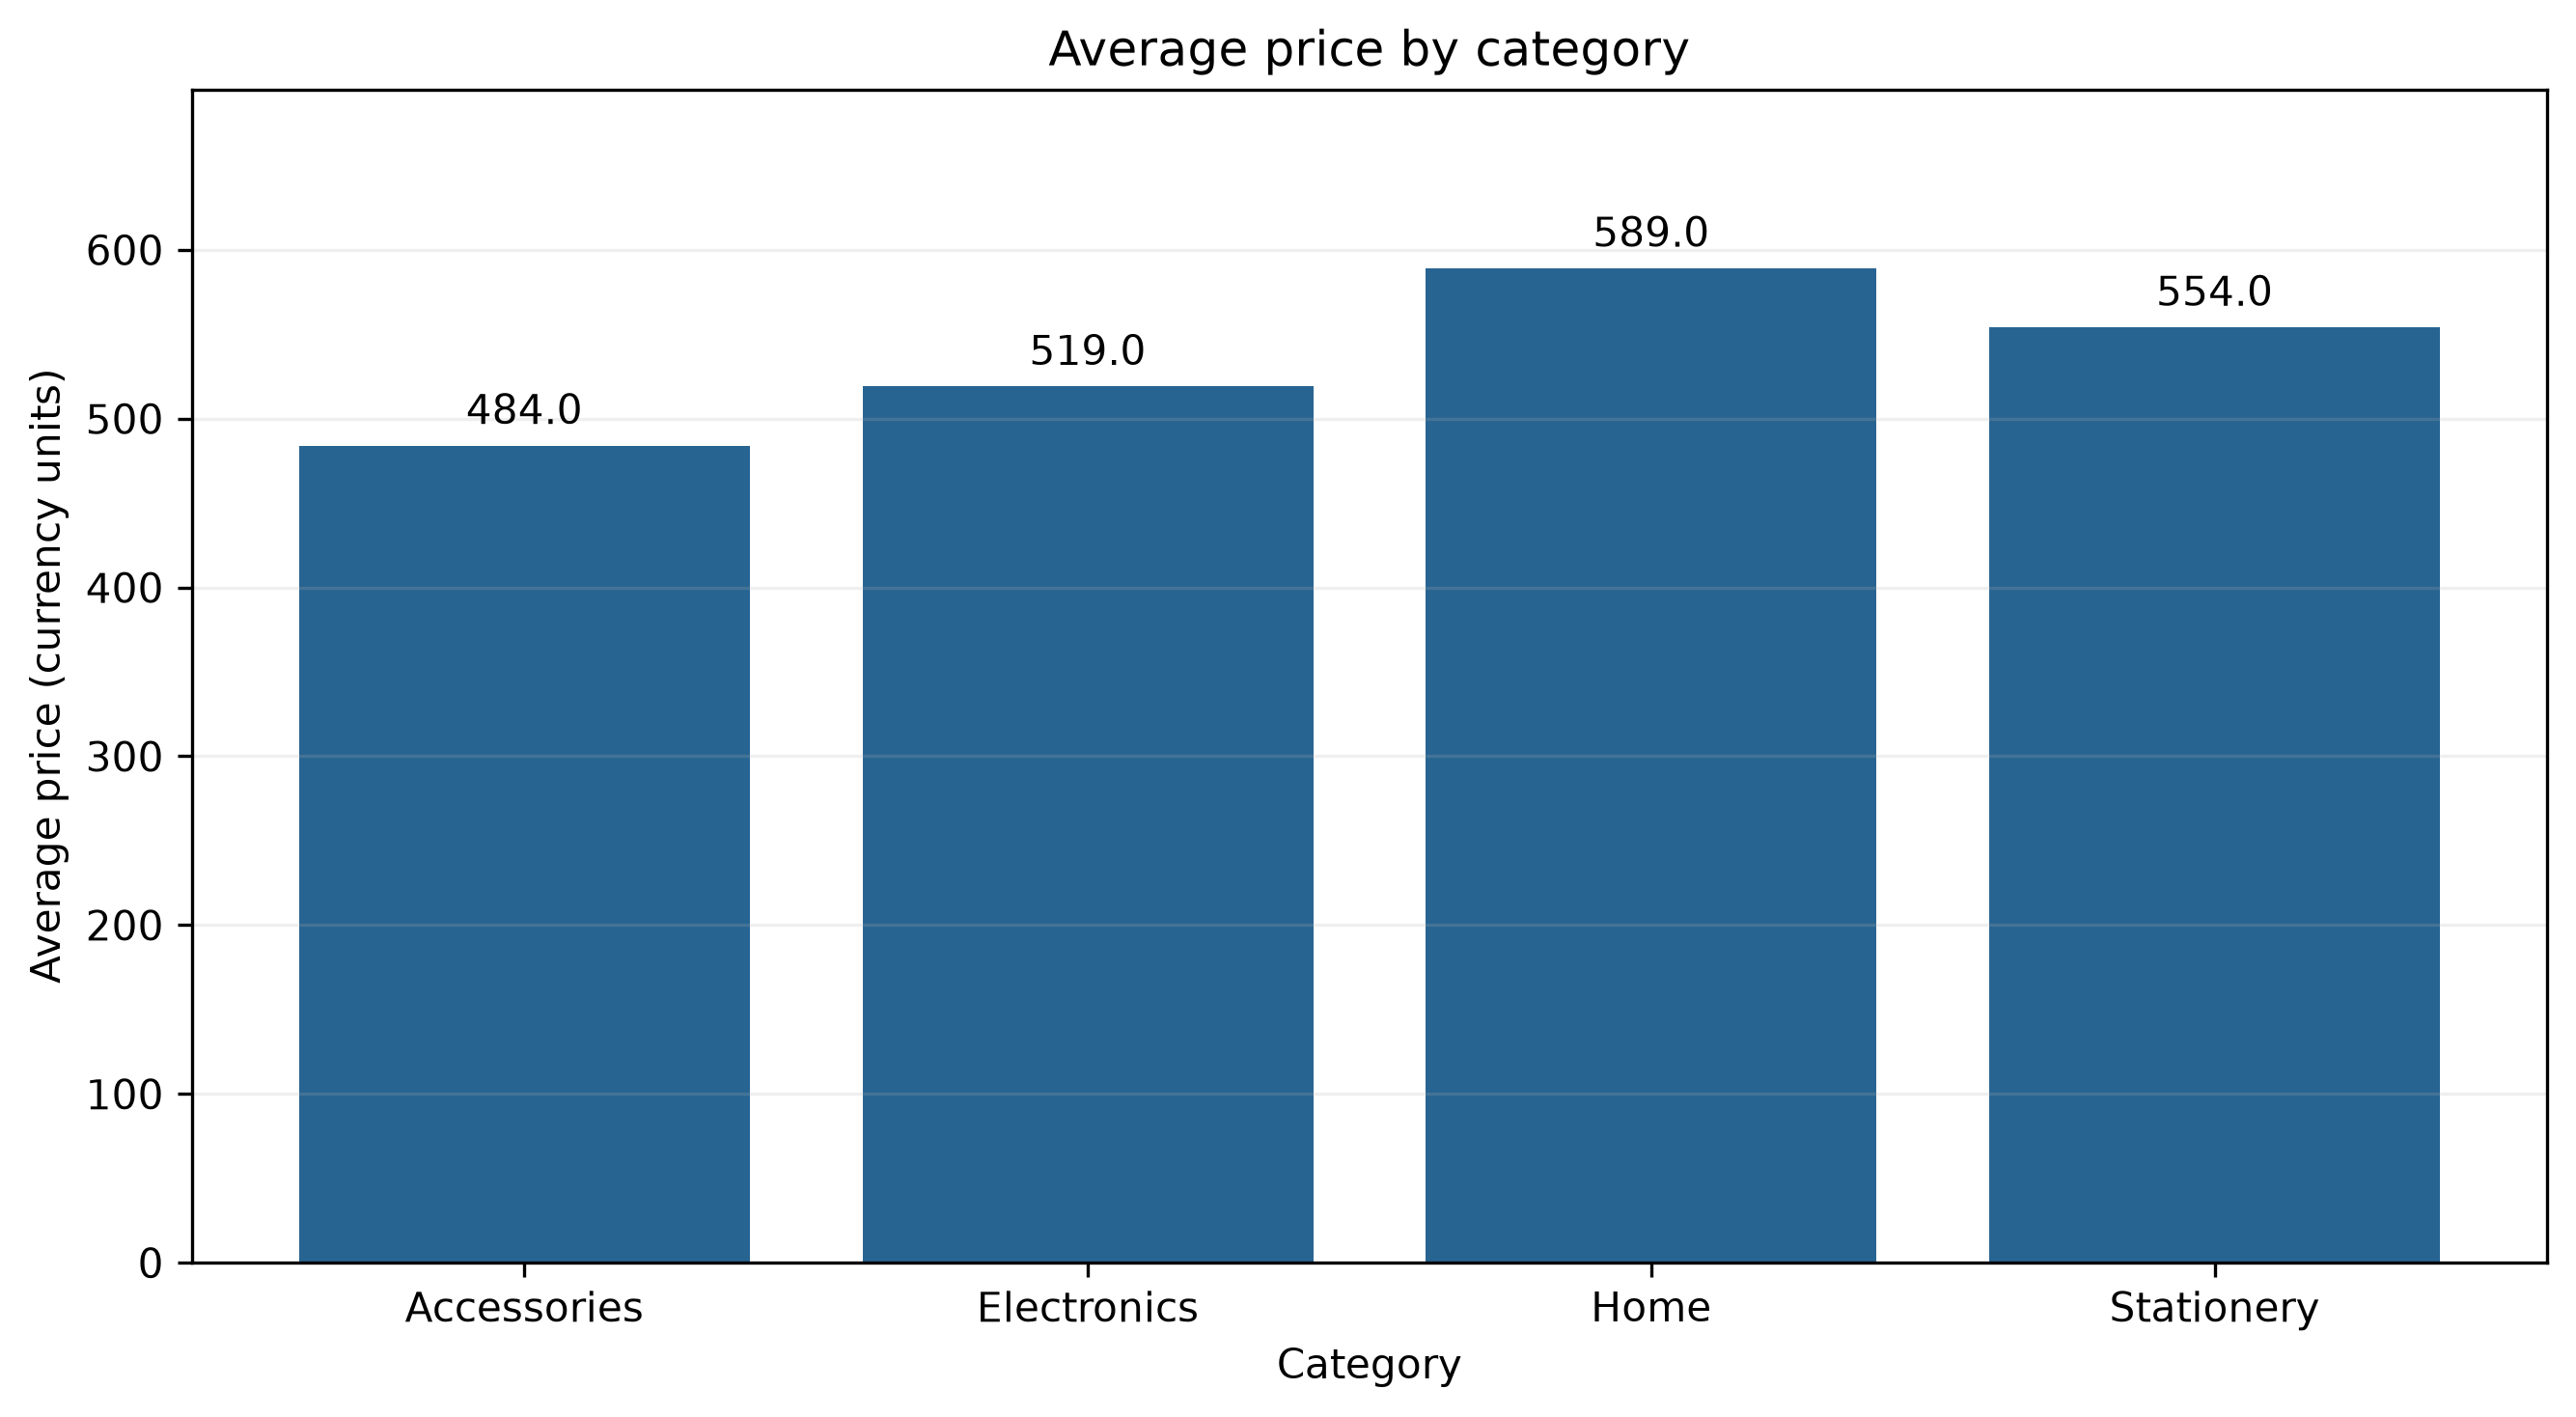 Average price by category
Average price (currency units)
600
500
400
300
200
100
0
484.0
519.0
589.0
554.0
Accessories
Electronics
Home
Stationery
Category